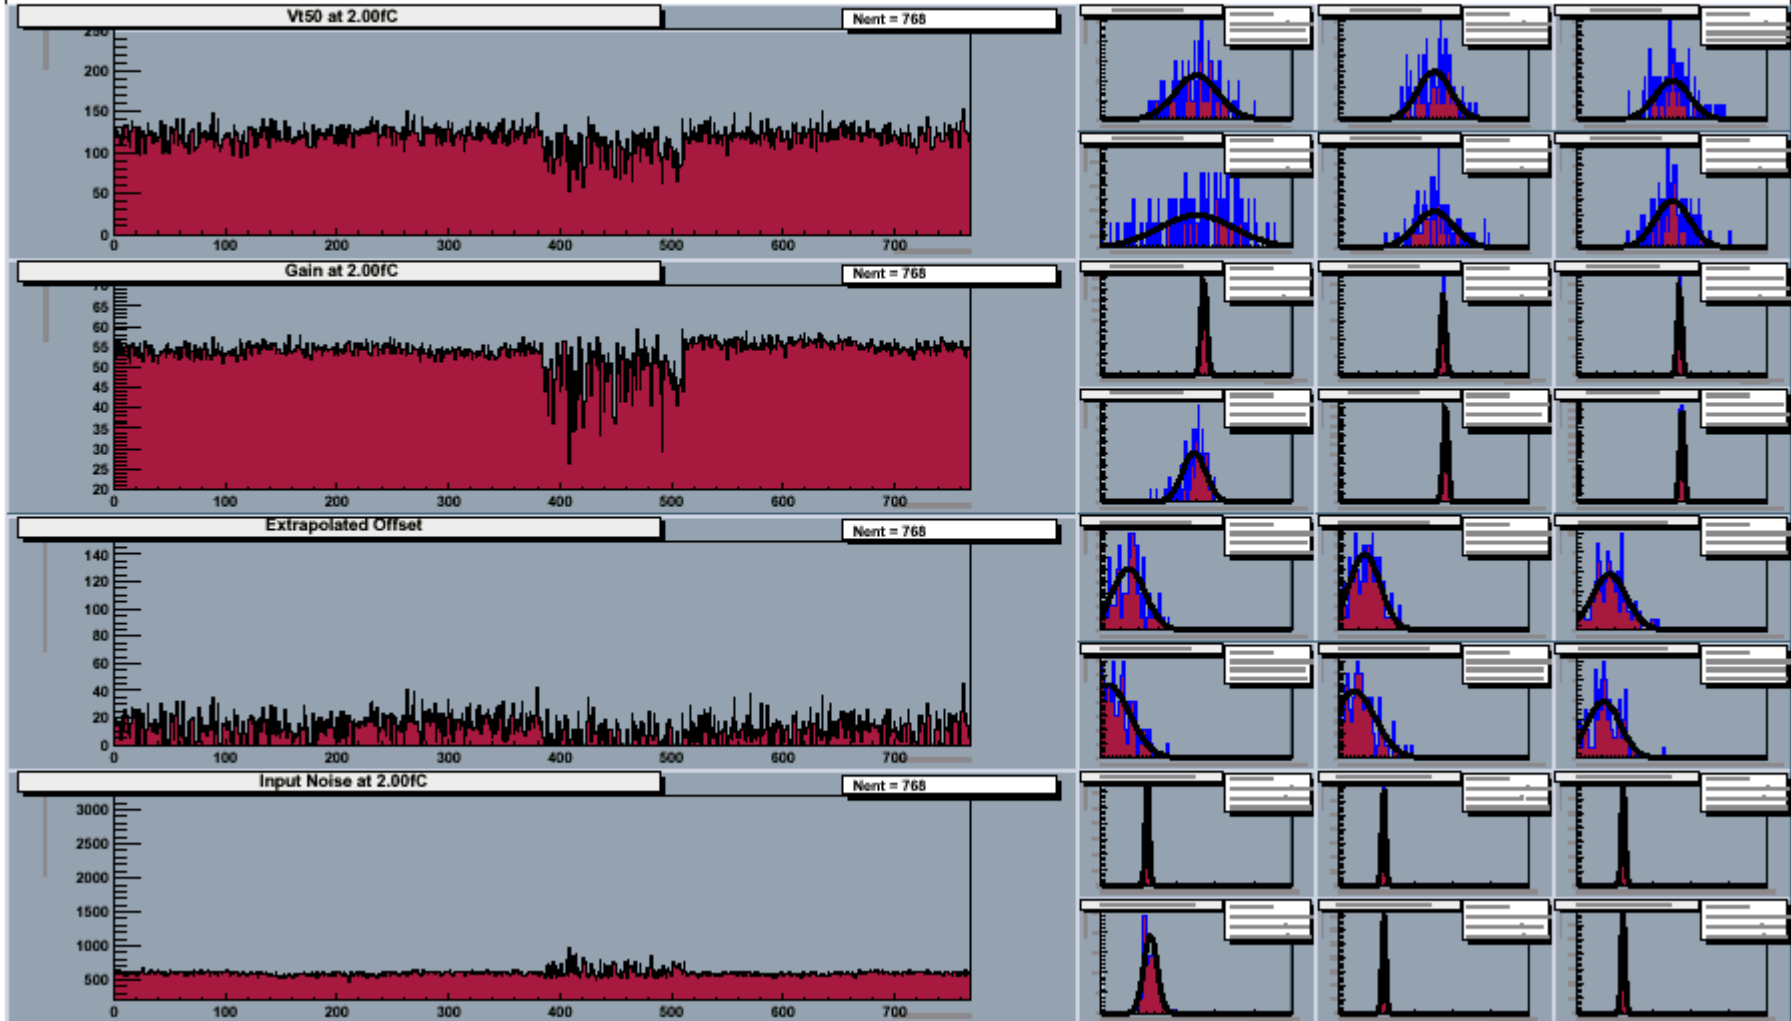 Vt50 at 2.00fC
Nent = 768
250
200
150
100
50
0
0 100 200 300 400 500 600 700
Gain at 2.00fC
Nent = 768
70
65
60
55
50
45
40
35
30
25
20
0 100 200 300 400 500 600 700
Extrapolated Offset
Nent = 768
140
120
100
80
60
40
20
0
0 100 200 300 400 500 600 700
Input Noise at 2.00fC
Nent = 768
3000
2500
2000
1500
1000
500
0 100 200 300 400 500 600 700